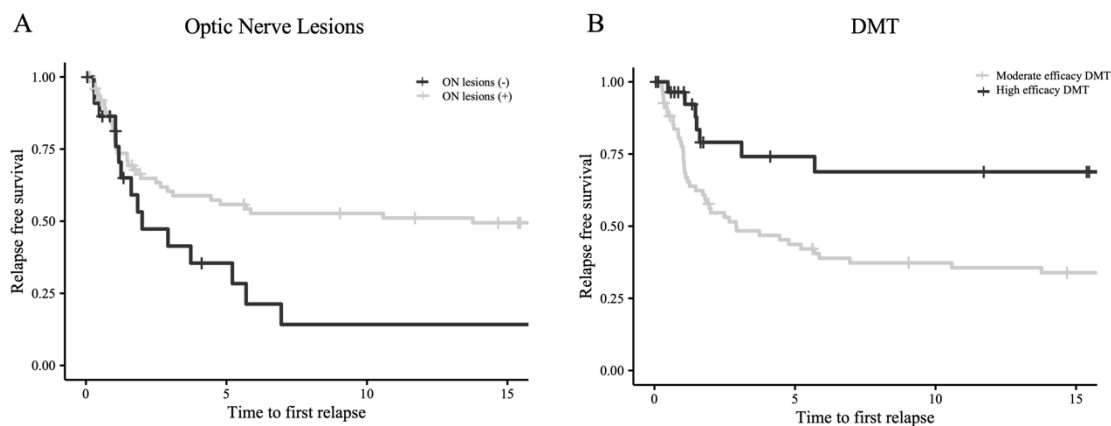 A
Optic Nerve Lesions
1.00
0.75
0.50
0.25
0.00
Relapse free survival
ON lesions (-)
ON lesions (+)
0
5
10
15
Time to first relapse
B
DMT
1.00
0.75
0.50
0.25
0.00
Relapse free survival
Moderate efficacy DMT
High efficacy DMT
0
5
10
15
Time to first relapse